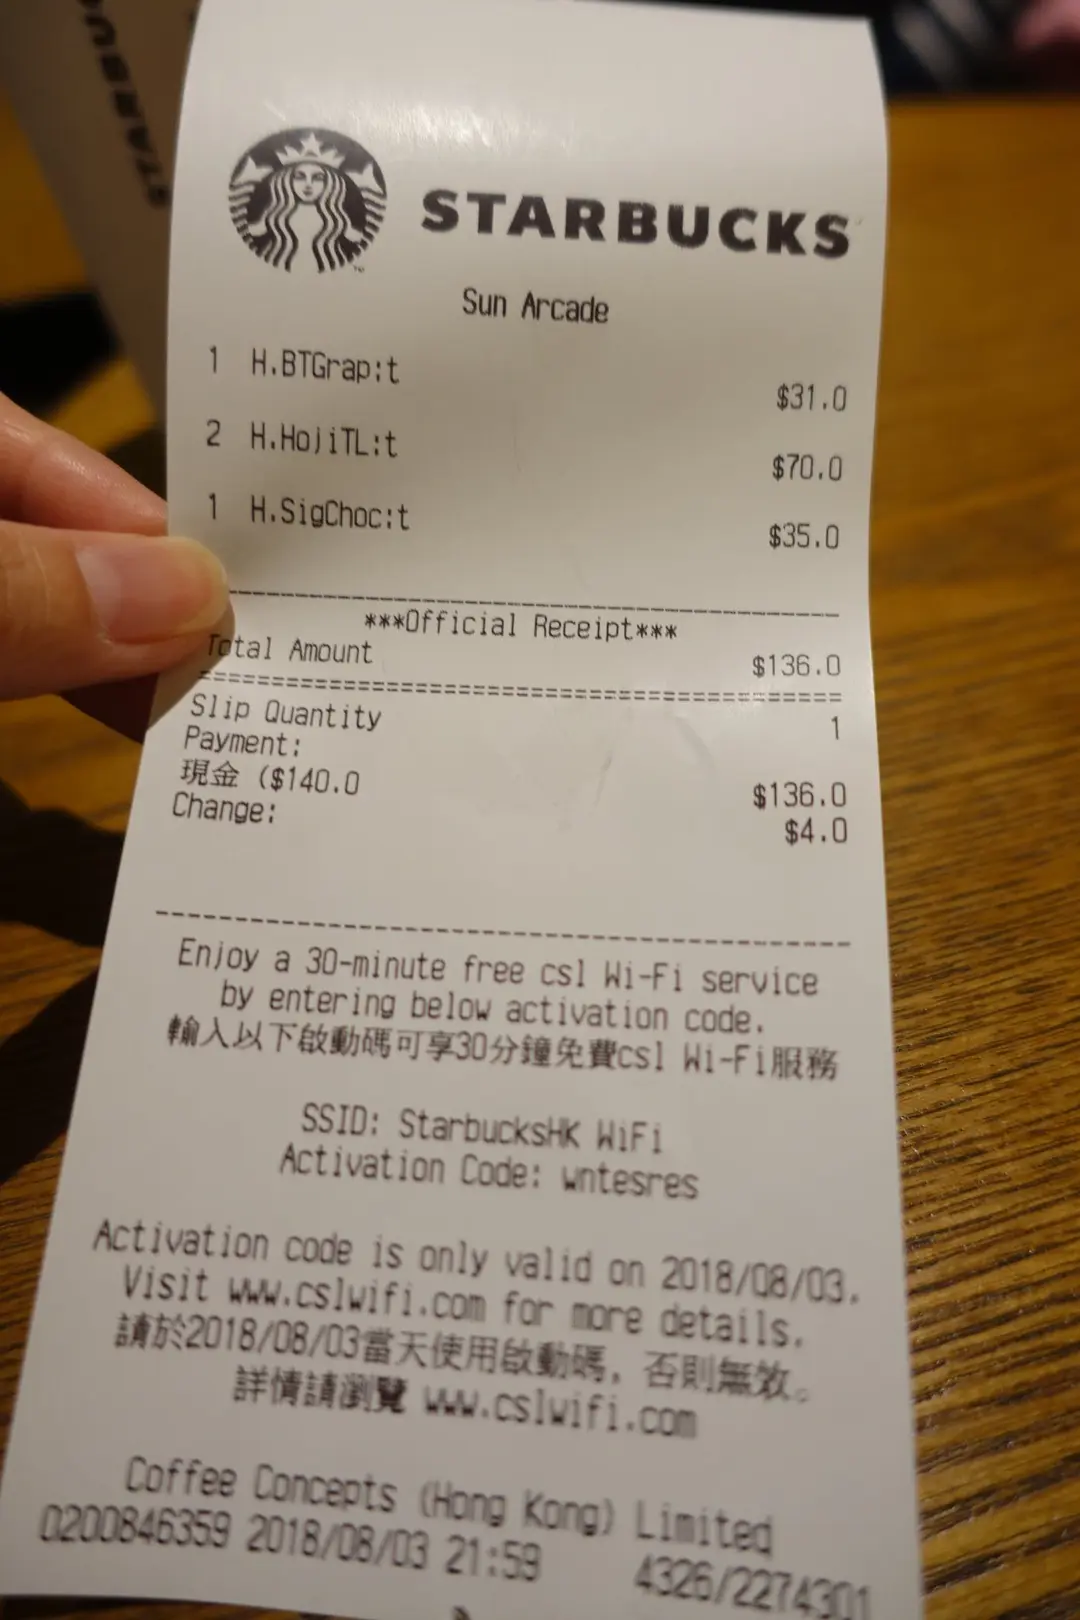 STARBUCKS
STARBUCKS
Sun Arcade
1 H.BTGrap:t $31.0
2 H.HojiTL:t $70.0
1 H.SigChoc:t $35.0
***Official Receipt***
Total Amount $136.0
Slip Quantity 1
Payment:
現金 ($140.0 $136.0
Change: $4.0
Enjoy a 30-minute free csl Wi-Fi service
by entering below activation code.
輸入以下啟動碼可享30分鐘免費csl Wi-Fi服務
SSID: StarbucksHK WiFi
Activation Code: wntesres
Activation code is only valid on 2018/08/03.
Visit www.cslwifi.com for more details.
請於2018/08/03當天使用啟動碼，否則無效。
詳情請瀏覽 www.cslwifi.com
Coffee Concepts (Hong Kong) Limited
0200846359 2018/08/03 21:59 4326/2274301